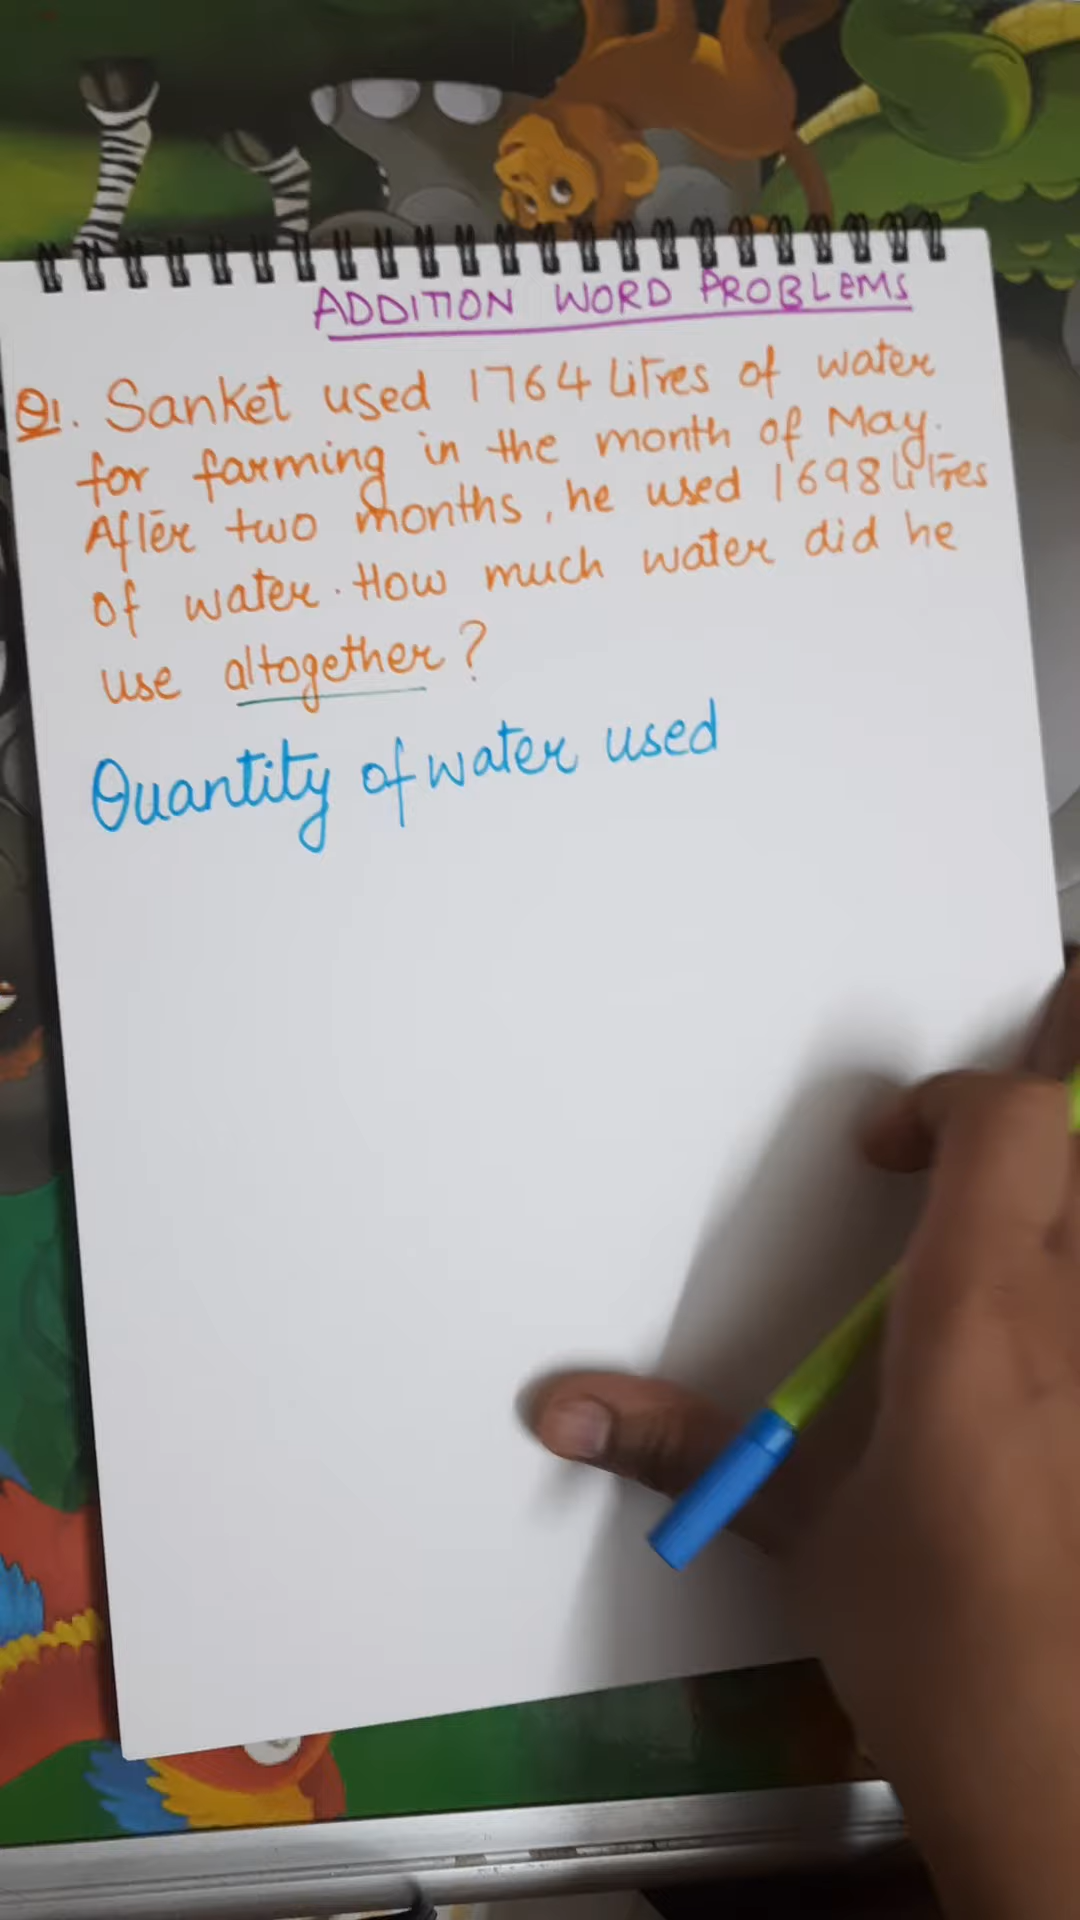 ADDITION WORD PROBLEMS
Q1. Sanket used 1764 litres of water
for farming in the month of May.
After two months, he used 1698 litres
of water. How much water did he
use altogether?
Quantity of water used